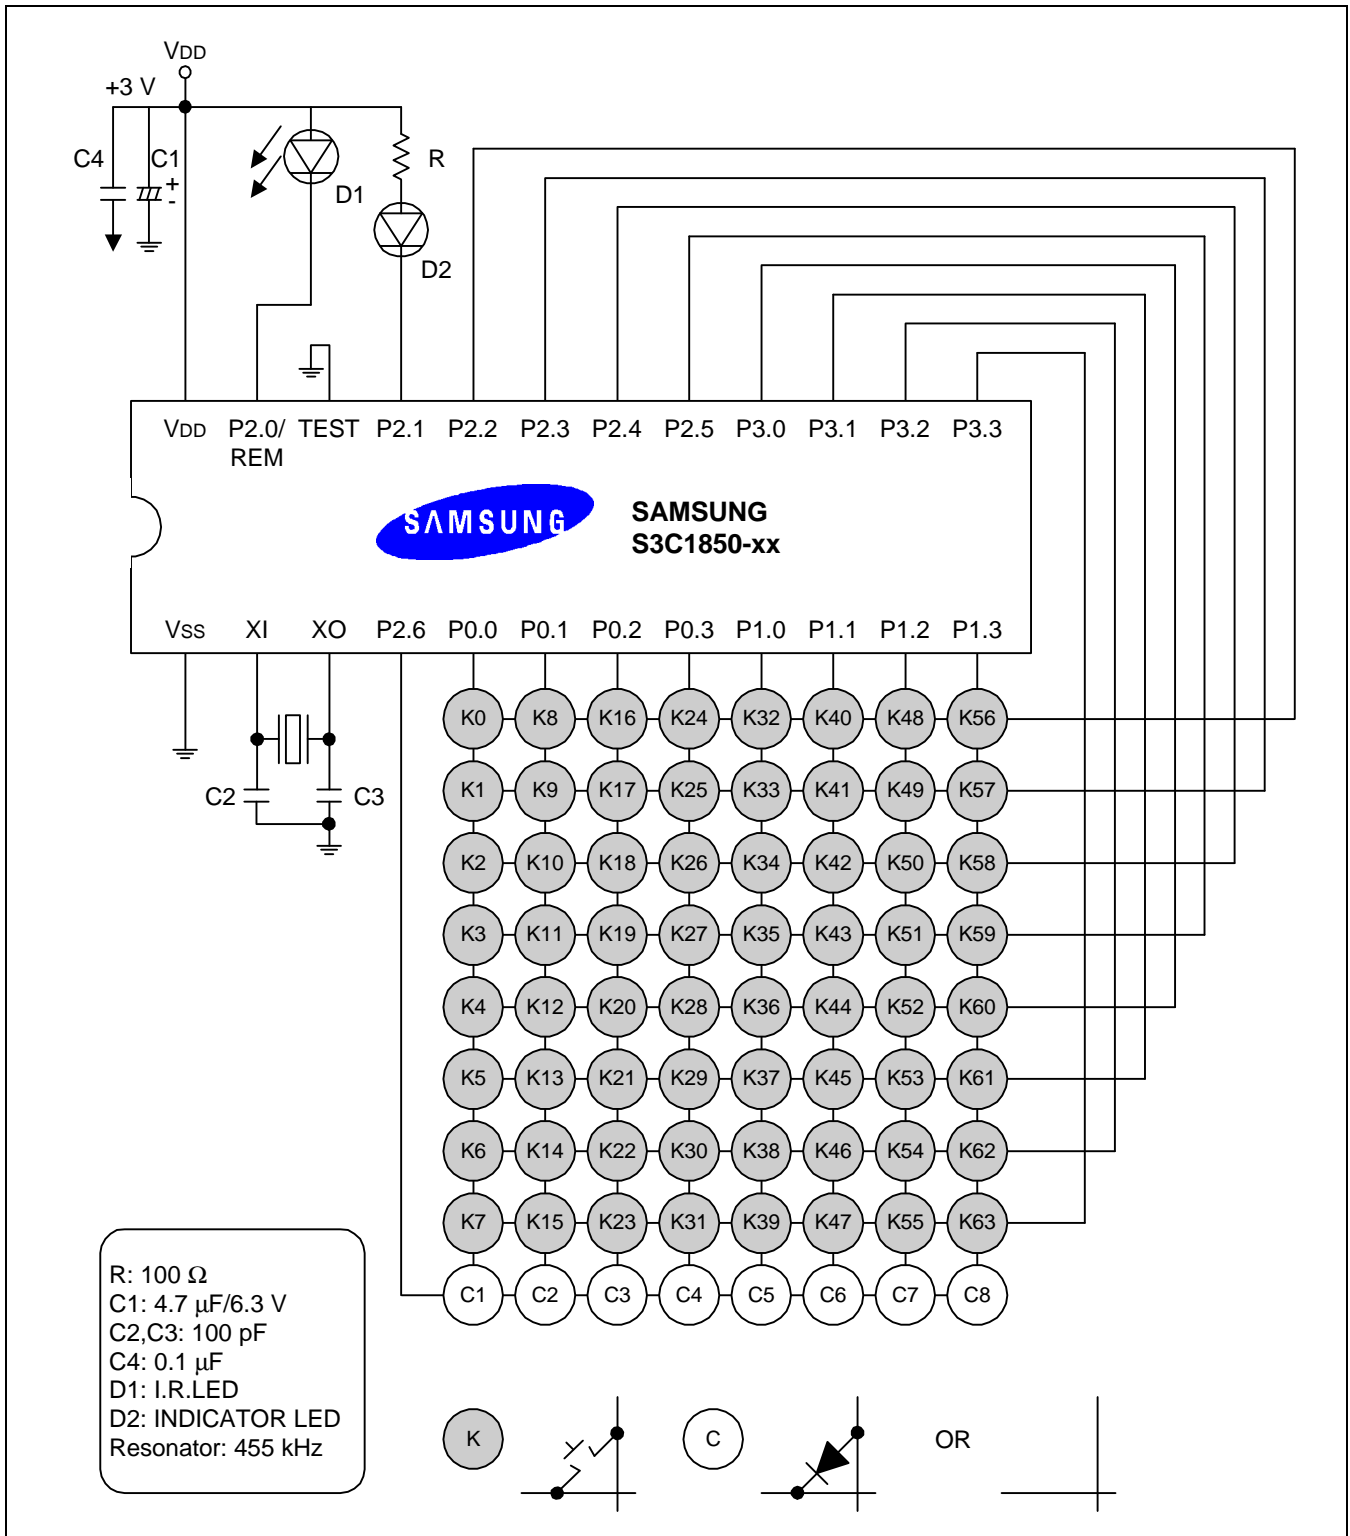 VDD
+3 V
C4 C1
+
-
D1
R
D2
VDD P2.0/ TEST P2.1 P2.2 P2.3 P2.4 P2.5 P3.0 P3.1 P3.2 P3.3
REM
SAMSUNG
SAMSUNG
S3C1850-xx
VSS XI XO P2.6 P0.0 P0.1 P0.2 P0.3 P1.0 P1.1 P1.2 P1.3
K0 K8 K16 K24 K32 K40 K48 K56
K1 K9 K17 K25 K33 K41 K49 K57
C2 C3
K2 K10 K18 K26 K34 K42 K50 K58
K3 K11 K19 K27 K35 K43 K51 K59
K4 K12 K20 K28 K36 K44 K52 K60
K5 K13 K21 K29 K37 K45 K53 K61
K6 K14 K22 K30 K38 K46 K54 K62
K7 K15 K23 K31 K39 K47 K55 K63
C1 C2 C3 C4 C5 C6 C7 C8
R: 100 Ω
C1: 4.7 μF/6.3 V
C2,C3: 100 pF
C4: 0.1 μF
D1: I.R.LED
D2: INDICATOR LED
Resonator: 455 kHz
K C OR